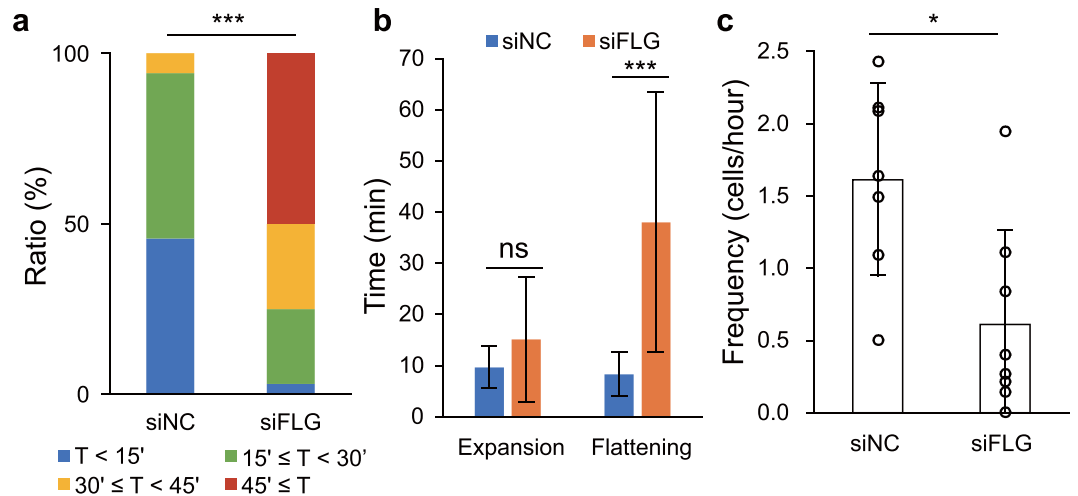 a
***
100
50
0
Ratio (%)
siNC siFLG
T < 15'
15' ≤ T < 30’
30' ≤ T < 45'
45' ≤ T
b
siNC siFLG
70
60
50
40
30
20
10
0
Time (min)
ns
***
Expansion Flattening
c
*
2.5
2.0
1.5
1.0
0.5
0.0
Frequency (cells/hour)
siNC siFLG